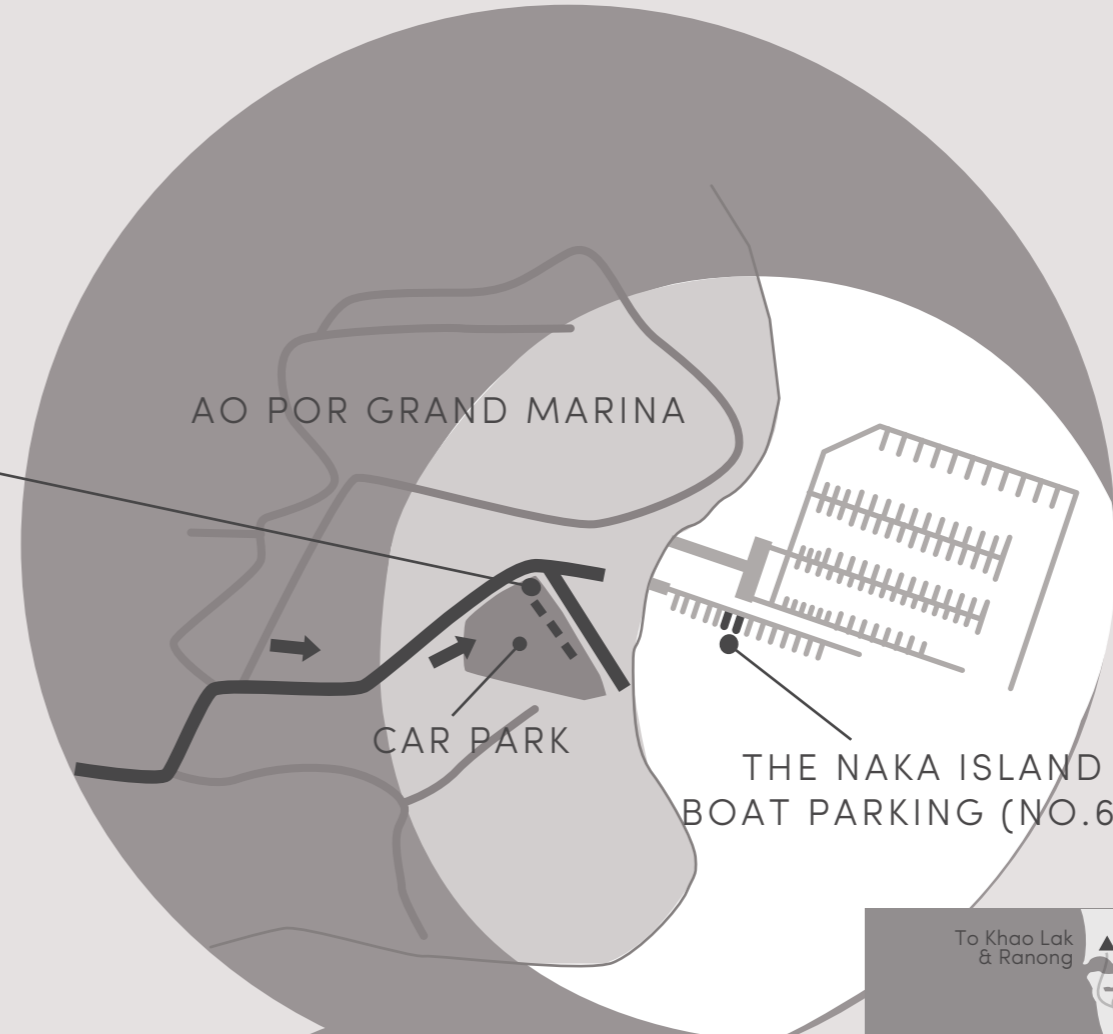 AO POR GRAND MARINA
CAR PARK
THE NAKA ISLAND
BOAT PARKING (NO.6
To Khao Lak
& Ranong